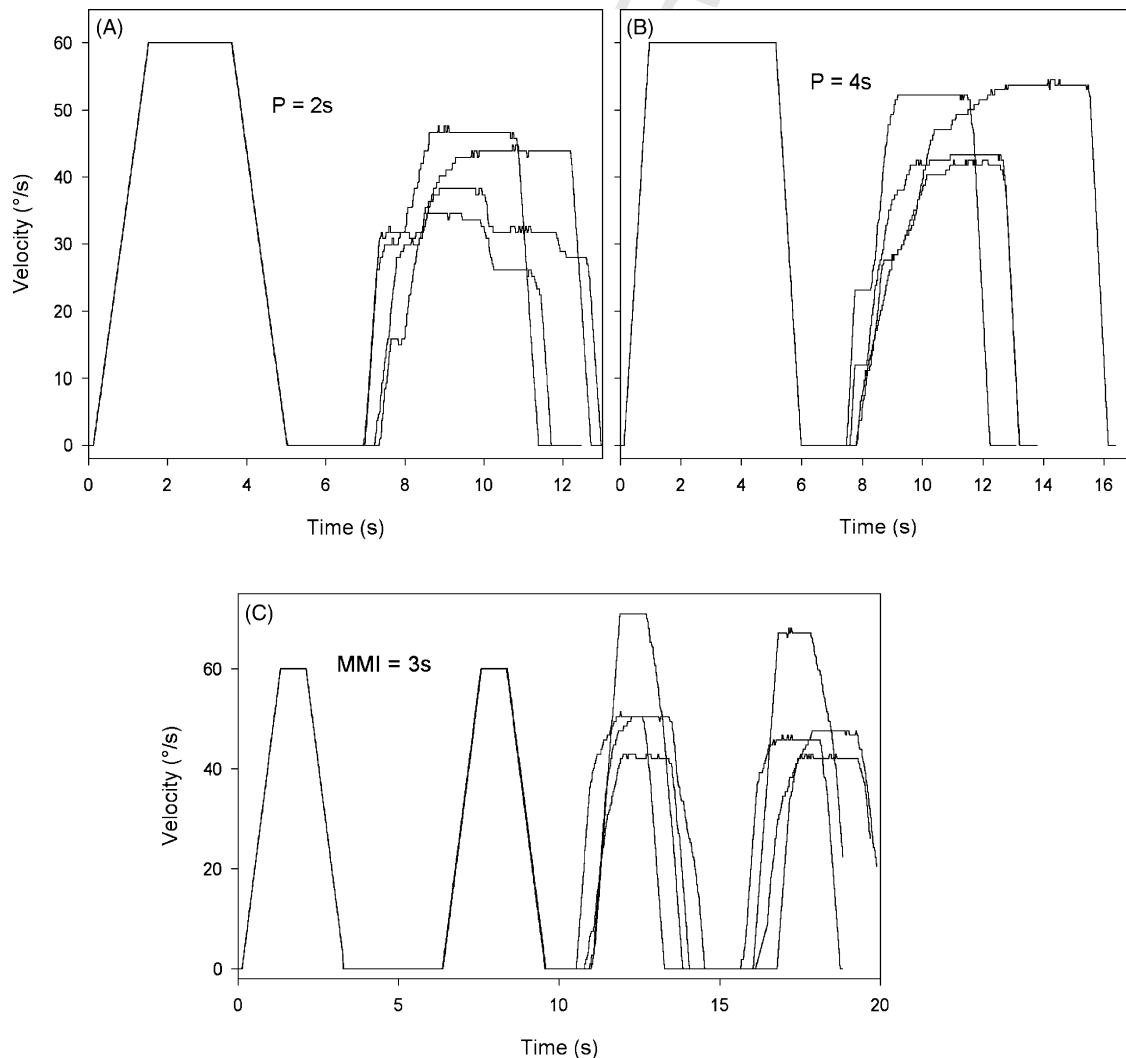 (A)
P = 2s
60
50
40
30
20
10
0
Velocity (°/s)
0 2 4 6 8 10 12
Time (s)
(B)
P = 4s
0 2 4 6 8 10 12 14 16
Time (s)
(C)
MMI = 3s
60
40
20
0
Velocity (°/s)
0 5 10 15 20
Time (s)